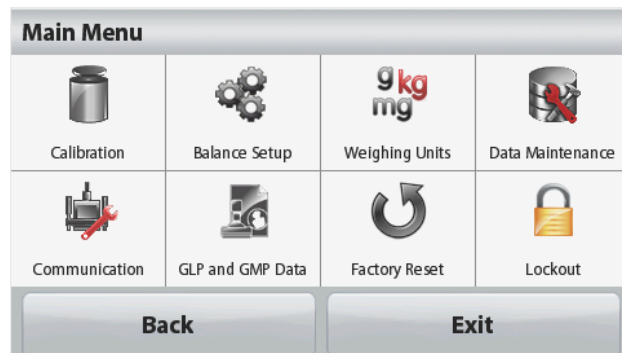 Main Menu
g kg
mg
Calibration
Balance Setup
Weighing Units
Data Maintenance
Communication
GLP and GMP Data
Factory Reset
Lockout
Back
Exit